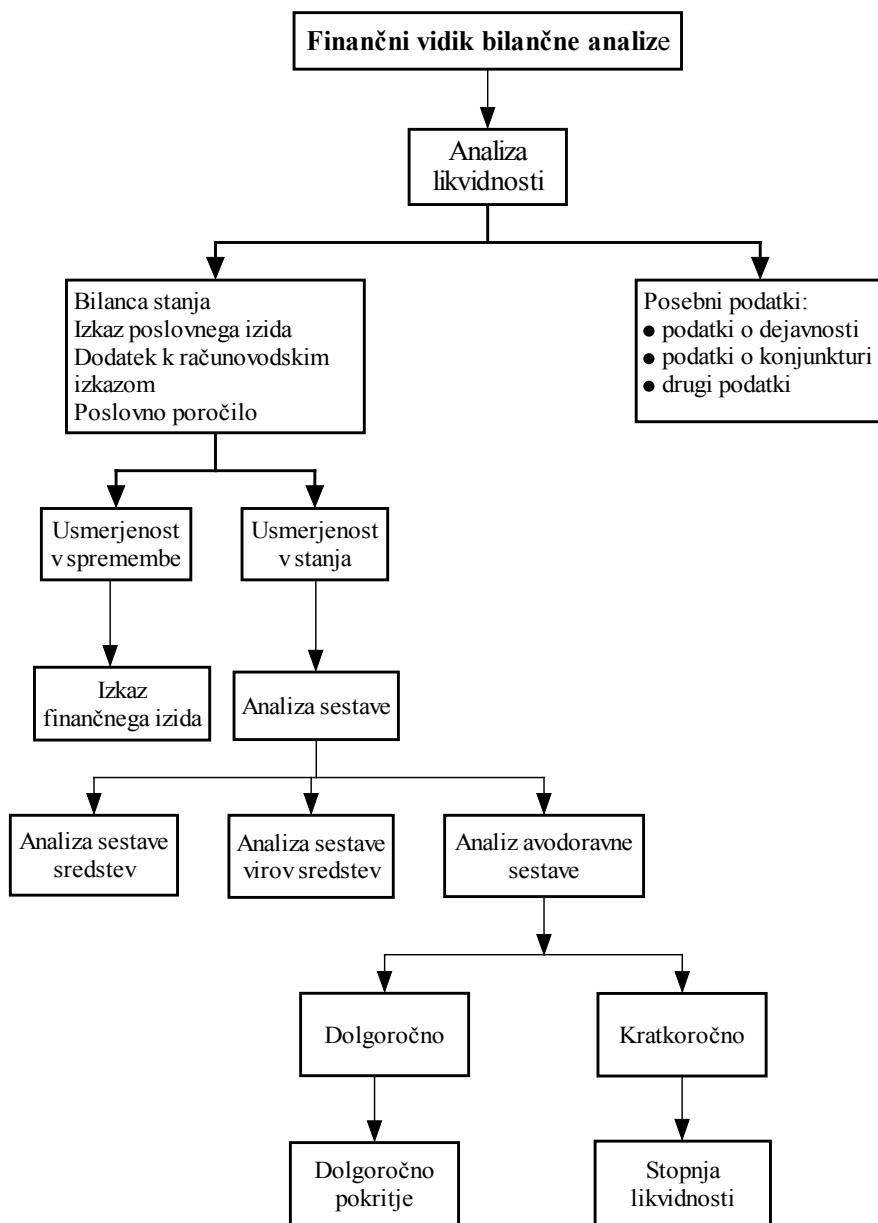 Finančni vidik bilančne analize
Analiza
likvidnosti
Bilanca stanja
Izkaz poslovnega izida
Dodatek k računovodskim
izkazom
Poslovno poročilo
Posebni podatki:
● podatki o dejavnosti
● podatki o konjunkturi
● drugi podatki
Usmerjenost
v spremembe
Usmerjenost
v stanja
Izkaz
finančnega izida
Analiza sestave
Analiza sestave
sredstev
Analiza sestave
virov sredstev
Analiz avodoravne
sestave
Dolgoročno
Kratkoročno
Dolgoročno
pokritje
Stopnja
likvidnosti